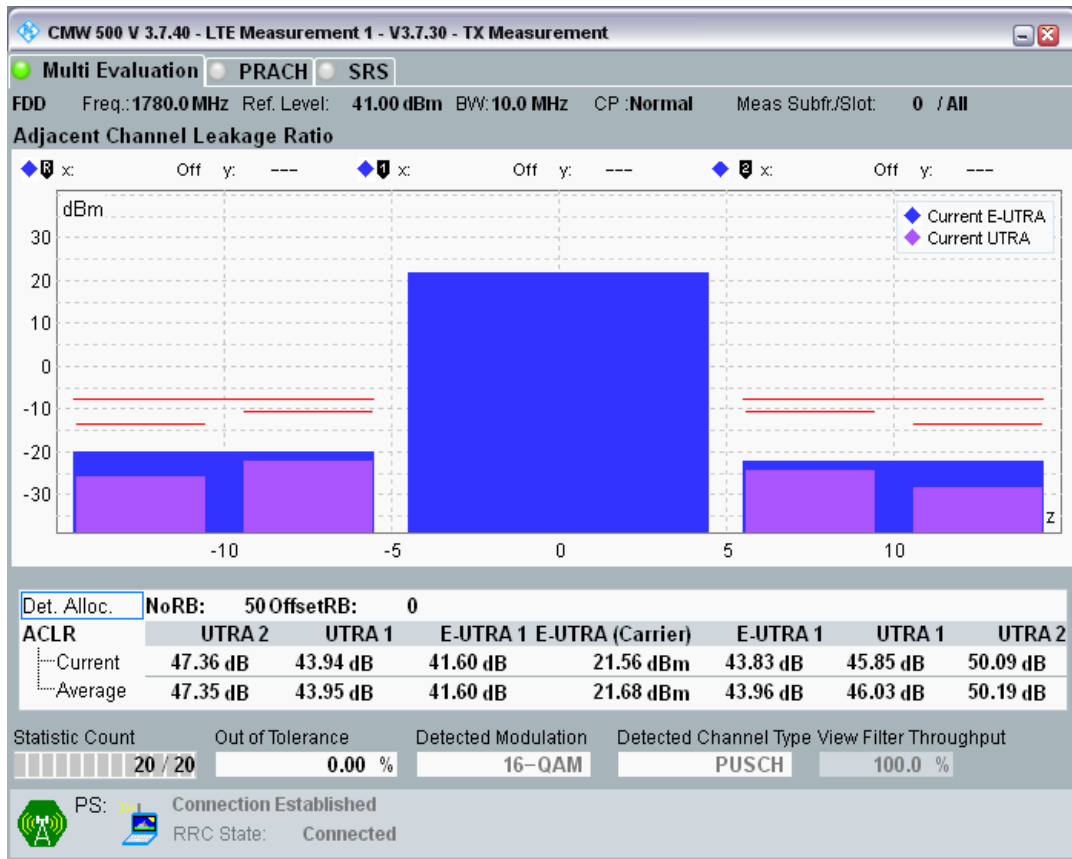 CMW 500 V 3.7.40 - LTE Measurement 1 - V3.7.30 - TX Measurement
Multi Evaluation PRACH SRS
FDD Freq.: 1780.0 MHz Ref. Level: 41.00 dBm BW: 10.0 MHz CP :Normal Meas Subfr./Slot: 0 / All
Adjacent Channel Leakage Ratio
R x: Off y: --- 1 x: Off y: --- 2 x: Off y: ---
dBm
Current E-UTRA
Current UTRA
30
20
10
0
-10
-20
-30
z
-10 -5 0 5 10
Det. Alloc. NoRB: 50 OffsetRB: 0
ACLR UTRA 2 UTRA 1 E-UTRA 1 E-UTRA (Carrier) E-UTRA 1 UTRA 1 UTRA 2
Current 47.36 dB 43.94 dB 41.60 dB 21.56 dBm 43.83 dB 45.85 dB 50.09 dB
Average 47.35 dB 43.95 dB 41.60 dB 21.68 dBm 43.96 dB 46.03 dB 50.19 dB
Statistic Count Out of Tolerance Detected Modulation Detected Channel Type View Filter Throughput
20 / 20 0.00 % 16-QAM PUSCH 100.0 %
PS: Connection Established
RRC State: Connected